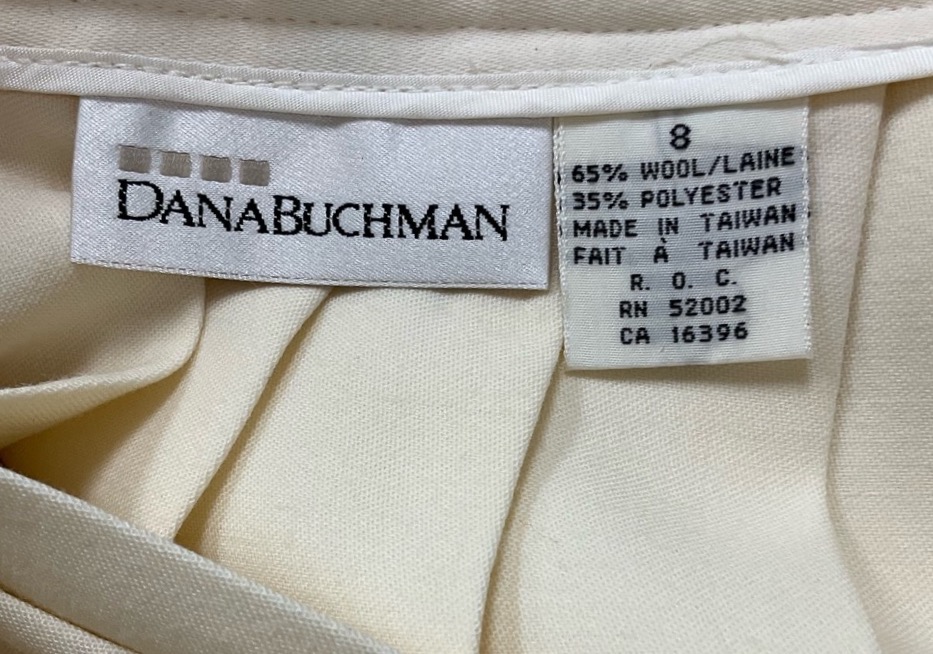 DANABUCHMAN
8
65% WOOL/LAINE
35% POLYESTER
MADE IN TAIWAN
FAIT À TAIWAN
R. O. C.
RN 52002
CA 16396